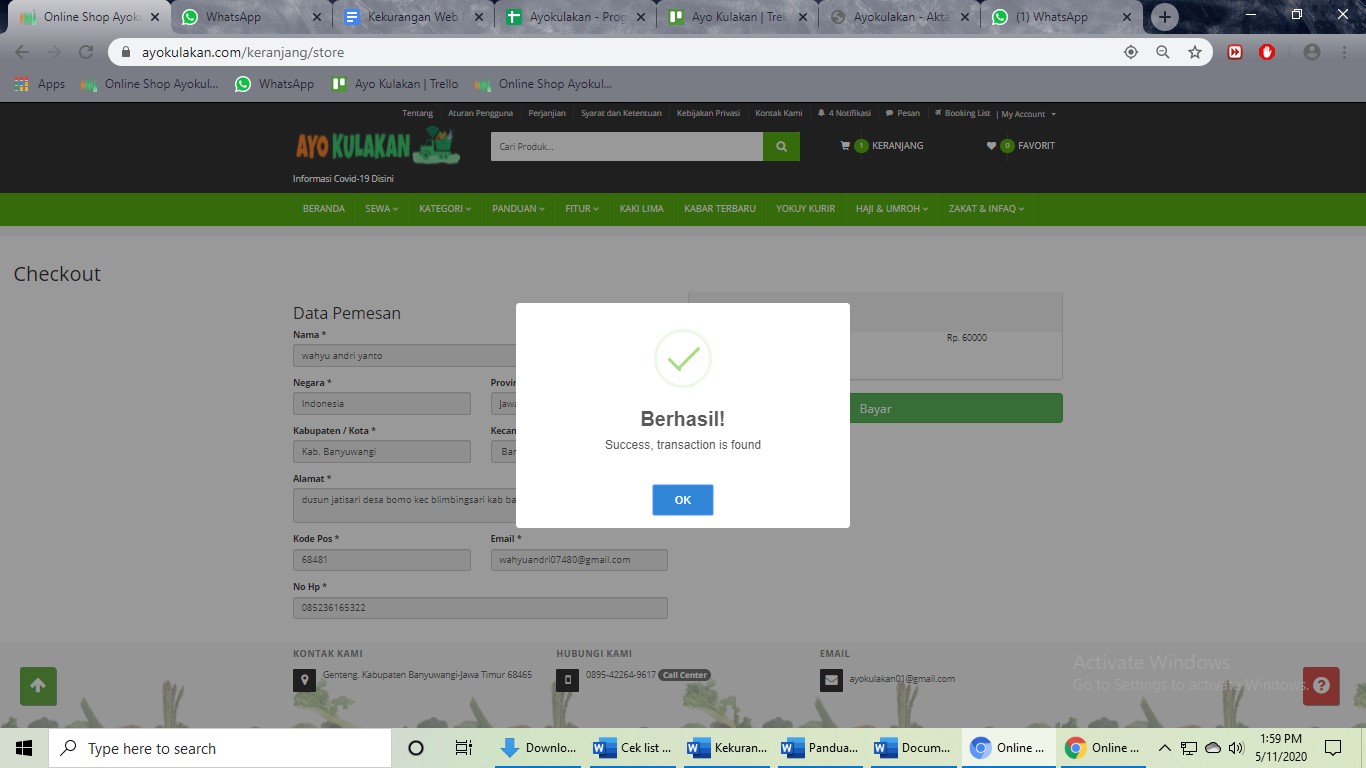 Online Shop Ayok
WhatsApp
Kekurangan Web
Ayokulakan - Prog
Ayo Kulakan | Trel
Ayokulakan - Akta
(1) WhatsApp
ayokulakan.com/keranjang/store
Apps
Online Shop Ayokul...
WhatsApp
Ayo Kulakan | Trello
Online Shop Ayokul...
Tentang
Aturan Pengguna
Perjanjian
Syarat dan Ketentuan
Kebijakan Privasi
Kontak Kami
4 Notifikasi
Pesan
Booking List
| My Account
AYO KULAKAN
Cari Produk...
1 KERANJANG
0 FAVORIT
Informasi Covid-19 Disini
BERANDA
SEWA
KATEGORI
PANDUAN
FITUR
KAKI LIMA
KABAR TERBARU
YOKUY KURIR
HAJI & UMROH
ZAKAT & INFAQ
Checkout
Data Pemesan
Nama *
wahyu andri yanto
Negara *
Provin
Indonesia
Jawa
Kabupaten / Kota *
Kecan
Kab. Banyuwangi
Ban
Alamat *
dusun jatisari desa bomo kec blimbingsari kab ba
Kode Pos *
Email *
68481
wahyuandri07480@gmail.com
No Hp *
085236165322
Rp. 60000
Bayar
Berhasil!
Success, transaction is found
OK
KONTAK KAMI
Genteng. Kabupaten Banyuwangi-Jawa Timur 68465
HUBUNGI KAMI
0895-42264-9617 Call Center
EMAIL
ayokulakan01@gmail.com
Activate Windows
Go to Settings to activate Windows.
Type here to search
Downlo...
Cek list ...
Kekuran...
Pandua...
Docum...
Online ...
Online ...
1:59 PM
5/11/2020